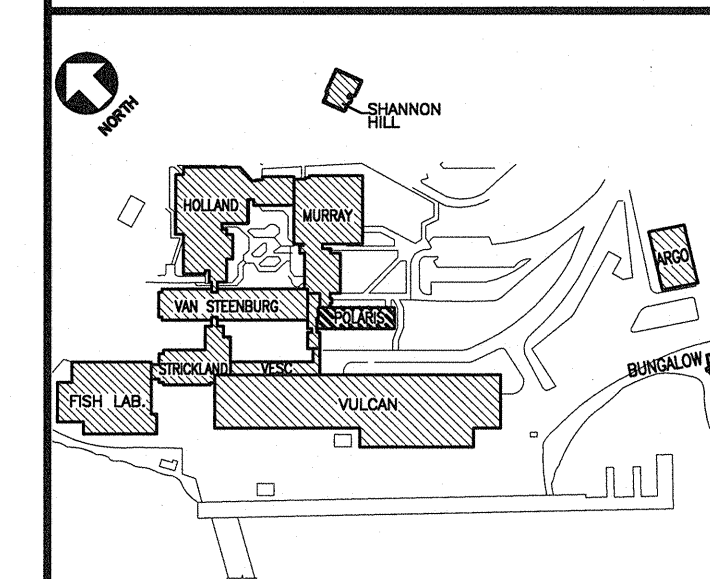 NORTH
SHANNON
HILL
HOLLAND
MURRAY
ARGO
VAN STEENBURG
POLARIS
BUNGALOW
STRICKLAND
VESC
FISH LAB.
VULCAN